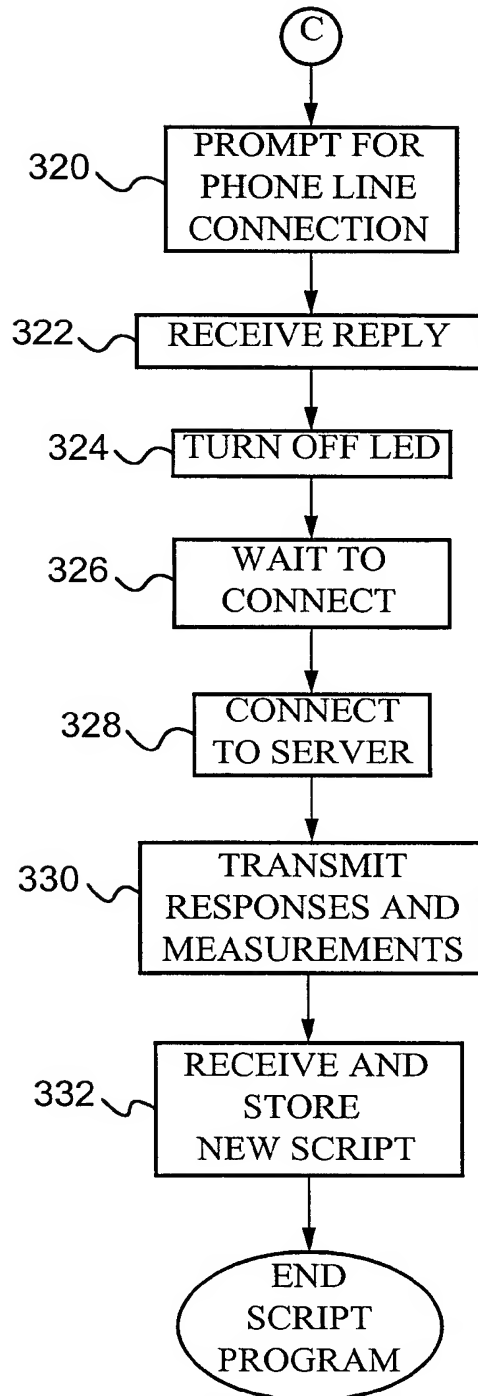 C
320
PROMPT FOR
PHONE LINE
CONNECTION
322
RECEIVE REPLY
324
TURN OFF LED
326
WAIT TO
CONNECT
328
CONNECT
TO SERVER
330
TRANSMIT
RESPONSES AND
MEASUREMENTS
332
RECEIVE AND
STORE
NEW SCRIPT
END
SCRIPT
PROGRAM